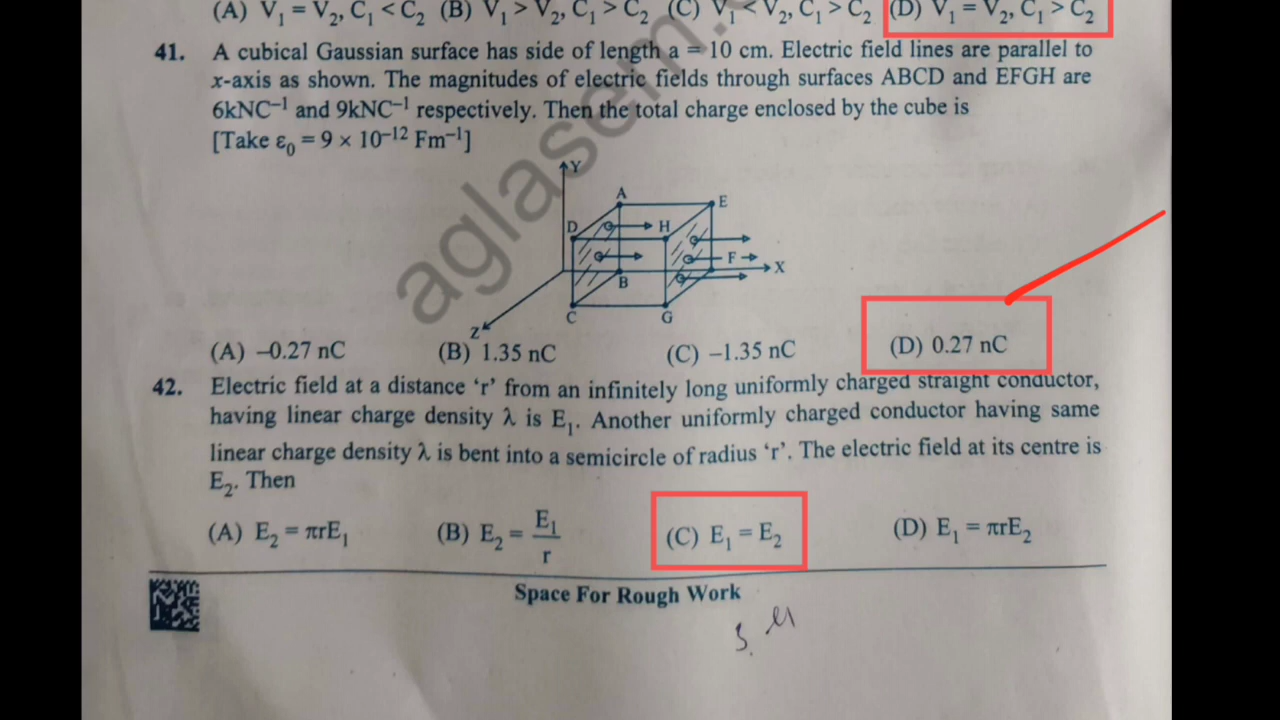 (A) V₁ = V₂, C₁ < C₂ (B) V₁ > V₂, C₁ > C₂ (C) V₁ < V₂, C₁ > C₂ (D) V₁ = V₂, C₁ > C₂
41. A cubical Gaussian surface has side of length a = 10 cm. Electric field lines are parallel to
x-axis as shown. The magnitudes of electric fields through surfaces ABCD and EFGH are
6kNC⁻¹ and 9kNC⁻¹ respectively. Then the total charge enclosed by the cube is
[Take ε₀ = 9 × 10⁻¹² Fm⁻¹]
Y
A
E
D
H
F
X
B
C
G
Z
aglasem.
(A) –0.27 nC (B) 1.35 nC (C) –1.35 nC (D) 0.27 nC
42. Electric field at a distance ‘r’ from an infinitely long uniformly charged straight conductor,
having linear charge density λ is E₁. Another uniformly charged conductor having same
linear charge density λ is bent into a semicircle of radius ‘r’. The electric field at its centre is
E₂. Then
(A) E₂ = πrE₁ (B) E₂ = E₁/r (C) E₁ = E₂ (D) E₁ = πrE₂
Space For Rough Work